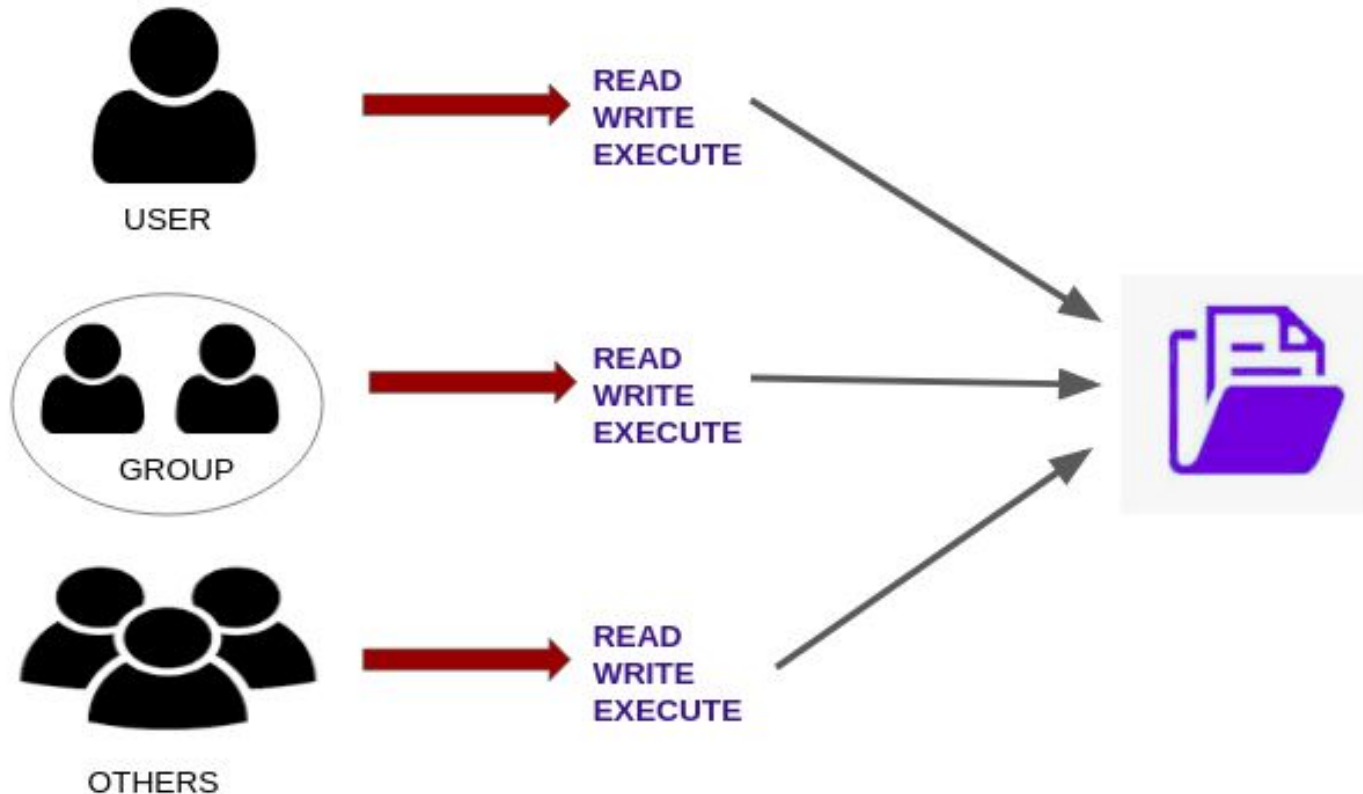 USER
READ
WRITE
EXECUTE
GROUP
READ
WRITE
EXECUTE
OTHERS
READ
WRITE
EXECUTE